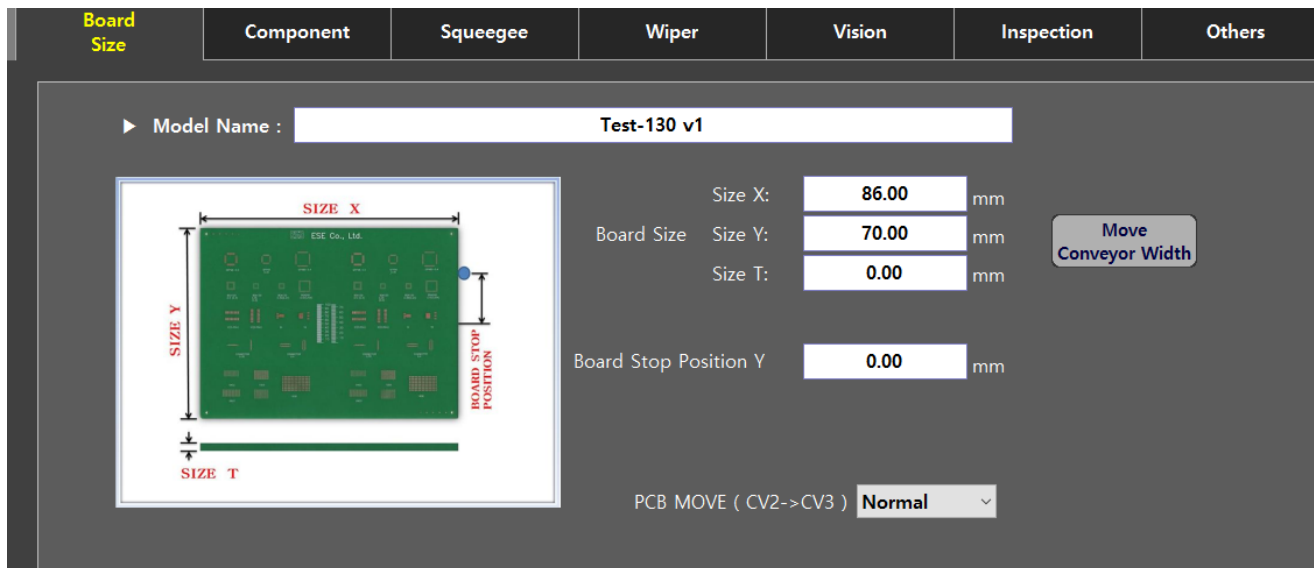 Board
Size
Component
Squeegee
Wiper
Vision
Inspection
Others
▶ Model Name :
Test-130 v1
SIZE X
ESE Co., Ltd.
SIZE Y
BOARD STOP
POSITION
SIZE T
Size X: 86.00 mm
Board Size Size Y: 70.00 mm
Size T: 0.00 mm
Move
Conveyor Width
Board Stop Position Y 0.00 mm
PCB MOVE ( CV2->CV3 ) Normal